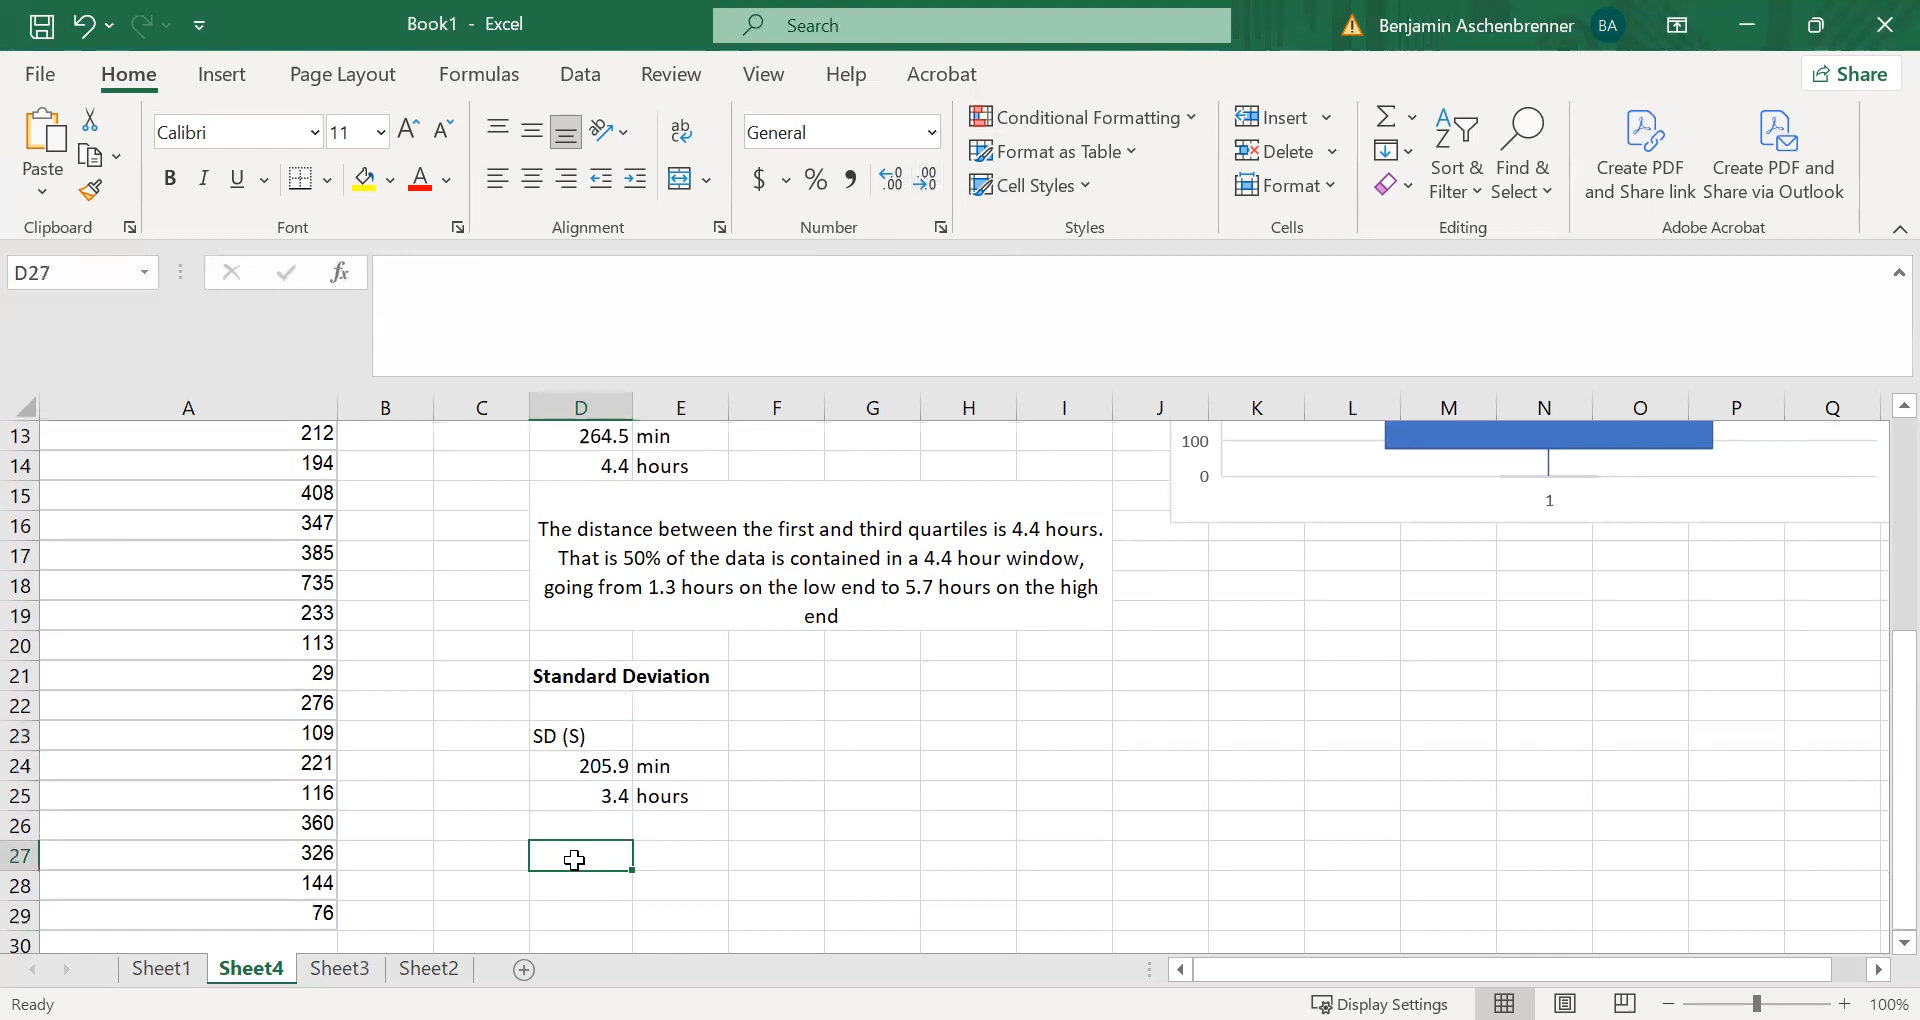 Book1 - Excel
Search
Benjamin Aschenbrenner
BA
File Home Insert Page Layout Formulas Data Review View Help Acrobat
Share
Paste
Clipboard
Calibri 11
B I U A
Font
ab
c
Alignment
General
$ % 9
.00
.00
Number
Conditional Formatting
Format as Table
Cell Styles
Styles
Insert
Delete
Format
Cells
Sort & Filter
Find & Select
Editing
Create PDF and Share link
Create PDF and Share via Outlook
Adobe Acrobat
D27
fx
A B C D E F G H I J K L M N O P Q
13 212 264.5 min
14 194 4.4 hours
15 408
16 347
17 385
18 735
19 233
20 113
21 29
22 276
23 109
24 221
25 116
26 360
27 326
28 144
29 76
30
The distance between the first and third quartiles is 4.4 hours.
That is 50% of the data is contained in a 4.4 hour window,
going from 1.3 hours on the low end to 5.7 hours on the high
end
Standard Deviation
SD (S)
205.9 min
3.4 hours
100
0
1
Sheet1 Sheet4 Sheet3 Sheet2
Ready
Display Settings
100%